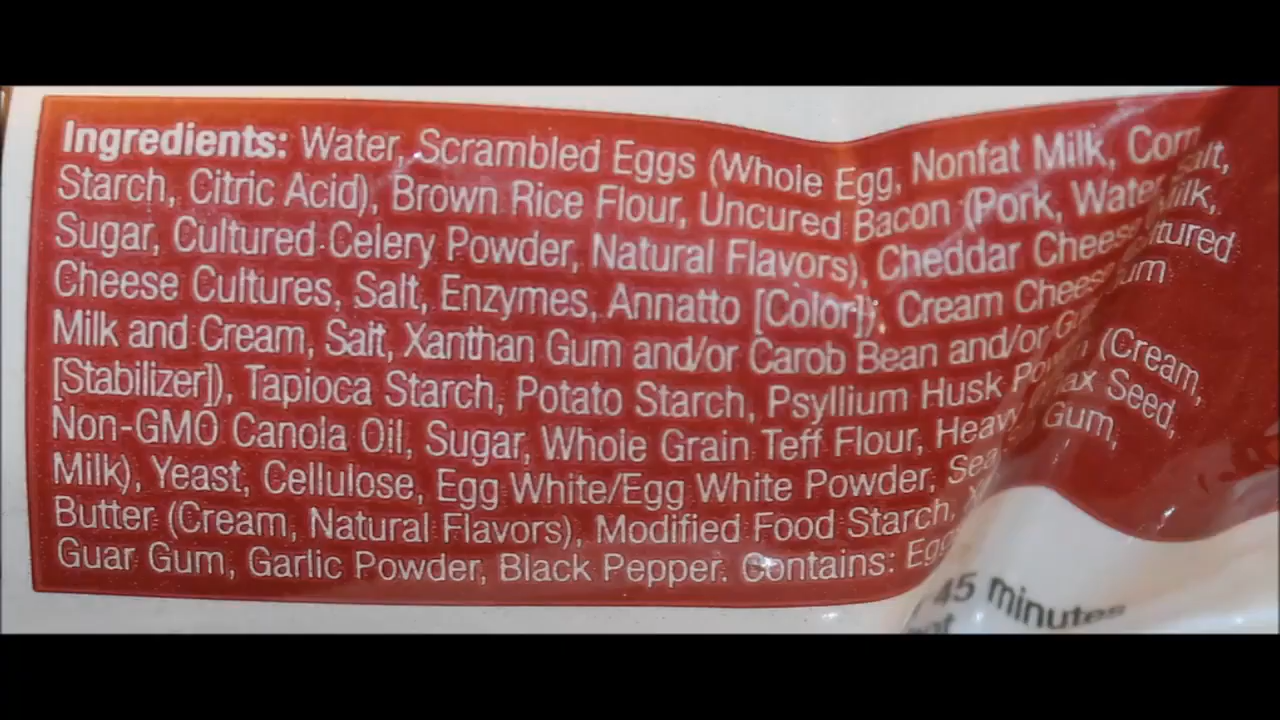 Ingredients: Water, Scrambled Eggs (Whole Egg, Nonfat Milk, Corn
Starch, Citric Acid), Brown Rice Flour, Uncured Bacon (Pork, Water, Salt,
Sugar, Cultured Celery Powder, Natural Flavors), Cheddar Cheese Milk,
Cheese Cultures, Salt, Enzymes, Annatto [Color]), Cream Cheese
Milk and Cream, Salt, Xanthan Gum and/or Carob Bean and/or Gum
[Stabilizer]), Tapioca Starch, Potato Starch, Psyllium Husk
Non-GMO Canola Oil, Sugar, Whole Grain Teff Flour, Heavy (Cream,
Milk), Yeast, Cellulose, Egg White/Egg White Powder, Seed,
Butter (Cream, Natural Flavors), Modified Food Starch, Gum,
Guar Gum, Garlic Powder, Black Pepper. Contains:
45 minutes